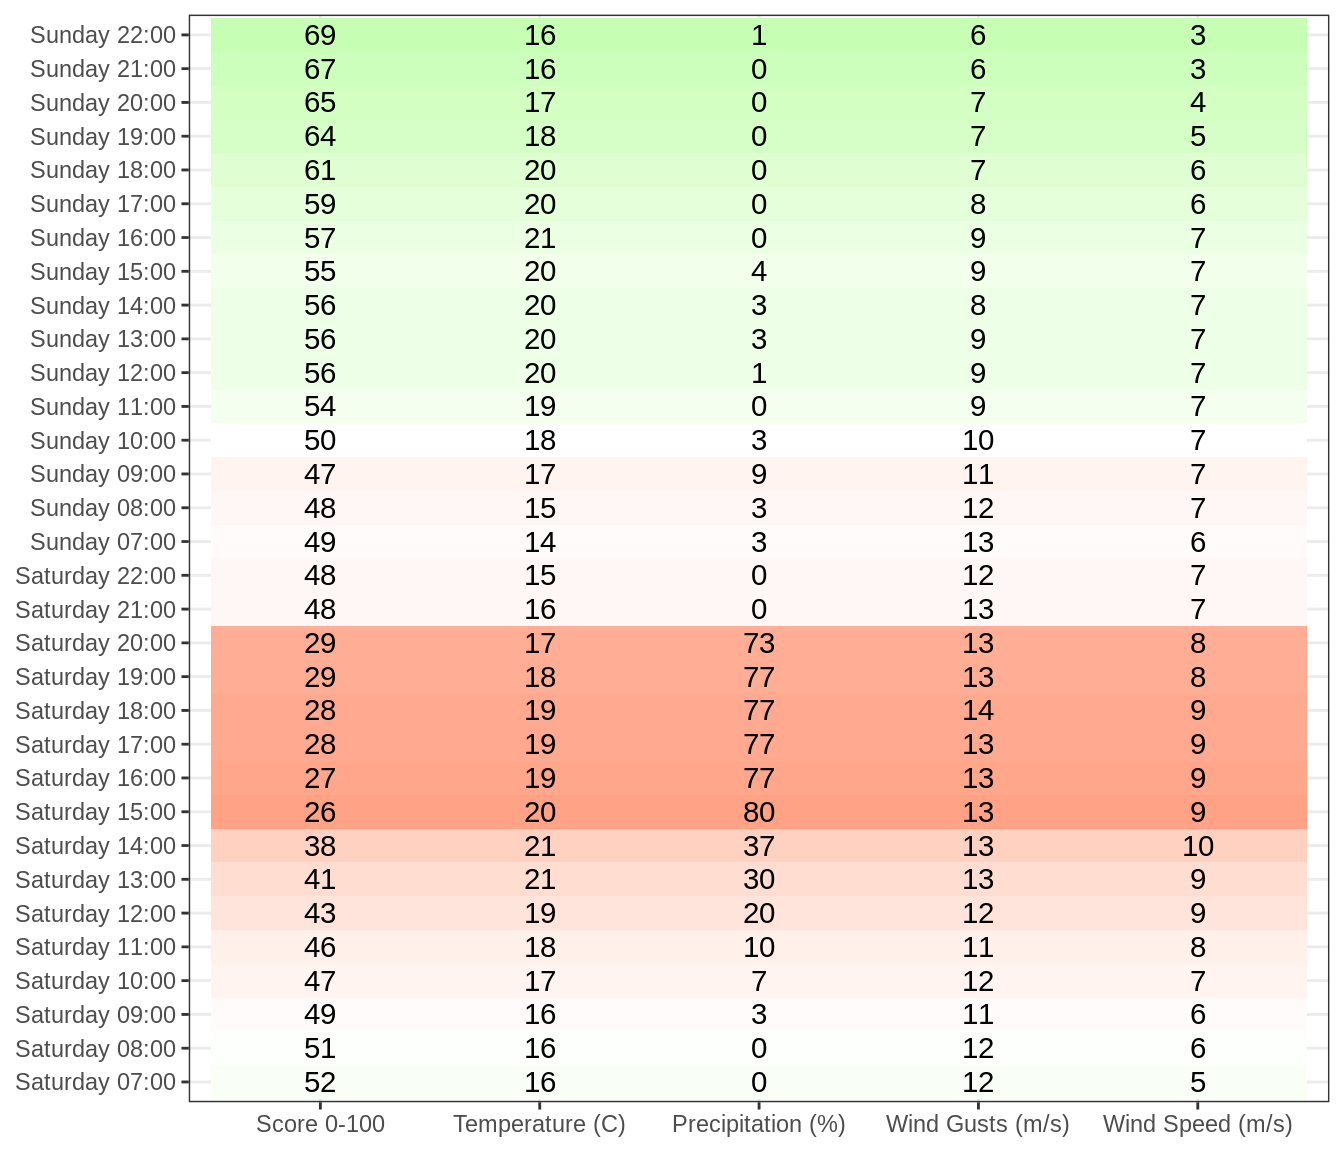 Sunday 22:00 69 16 1 6 3
Sunday 21:00 67 16 0 6 3
Sunday 20:00 65 17 0 7 4
Sunday 19:00 64 18 0 7 5
Sunday 18:00 61 20 0 7 6
Sunday 17:00 59 20 0 8 6
Sunday 16:00 57 21 0 9 7
Sunday 15:00 55 20 4 9 7
Sunday 14:00 56 20 3 8 7
Sunday 13:00 56 20 3 9 7
Sunday 12:00 56 20 1 9 7
Sunday 11:00 54 19 0 9 7
Sunday 10:00 50 18 3 10 7
Sunday 09:00 47 17 9 11 7
Sunday 08:00 48 15 3 12 7
Sunday 07:00 49 14 3 13 6
Saturday 22:00 48 15 0 12 7
Saturday 21:00 48 16 0 13 7
Saturday 20:00 29 17 73 13 8
Saturday 19:00 29 18 77 13 8
Saturday 18:00 28 19 77 14 9
Saturday 17:00 28 19 77 13 9
Saturday 16:00 27 19 77 13 9
Saturday 15:00 26 20 80 13 9
Saturday 14:00 38 21 37 13 10
Saturday 13:00 41 21 30 13 9
Saturday 12:00 43 19 20 12 9
Saturday 11:00 46 18 10 11 8
Saturday 10:00 47 17 7 12 7
Saturday 09:00 49 16 3 11 6
Saturday 08:00 51 16 0 12 6
Saturday 07:00 52 16 0 12 5
Score 0-100 Temperature (C) Precipitation (%) Wind Gusts (m/s) Wind Speed (m/s)